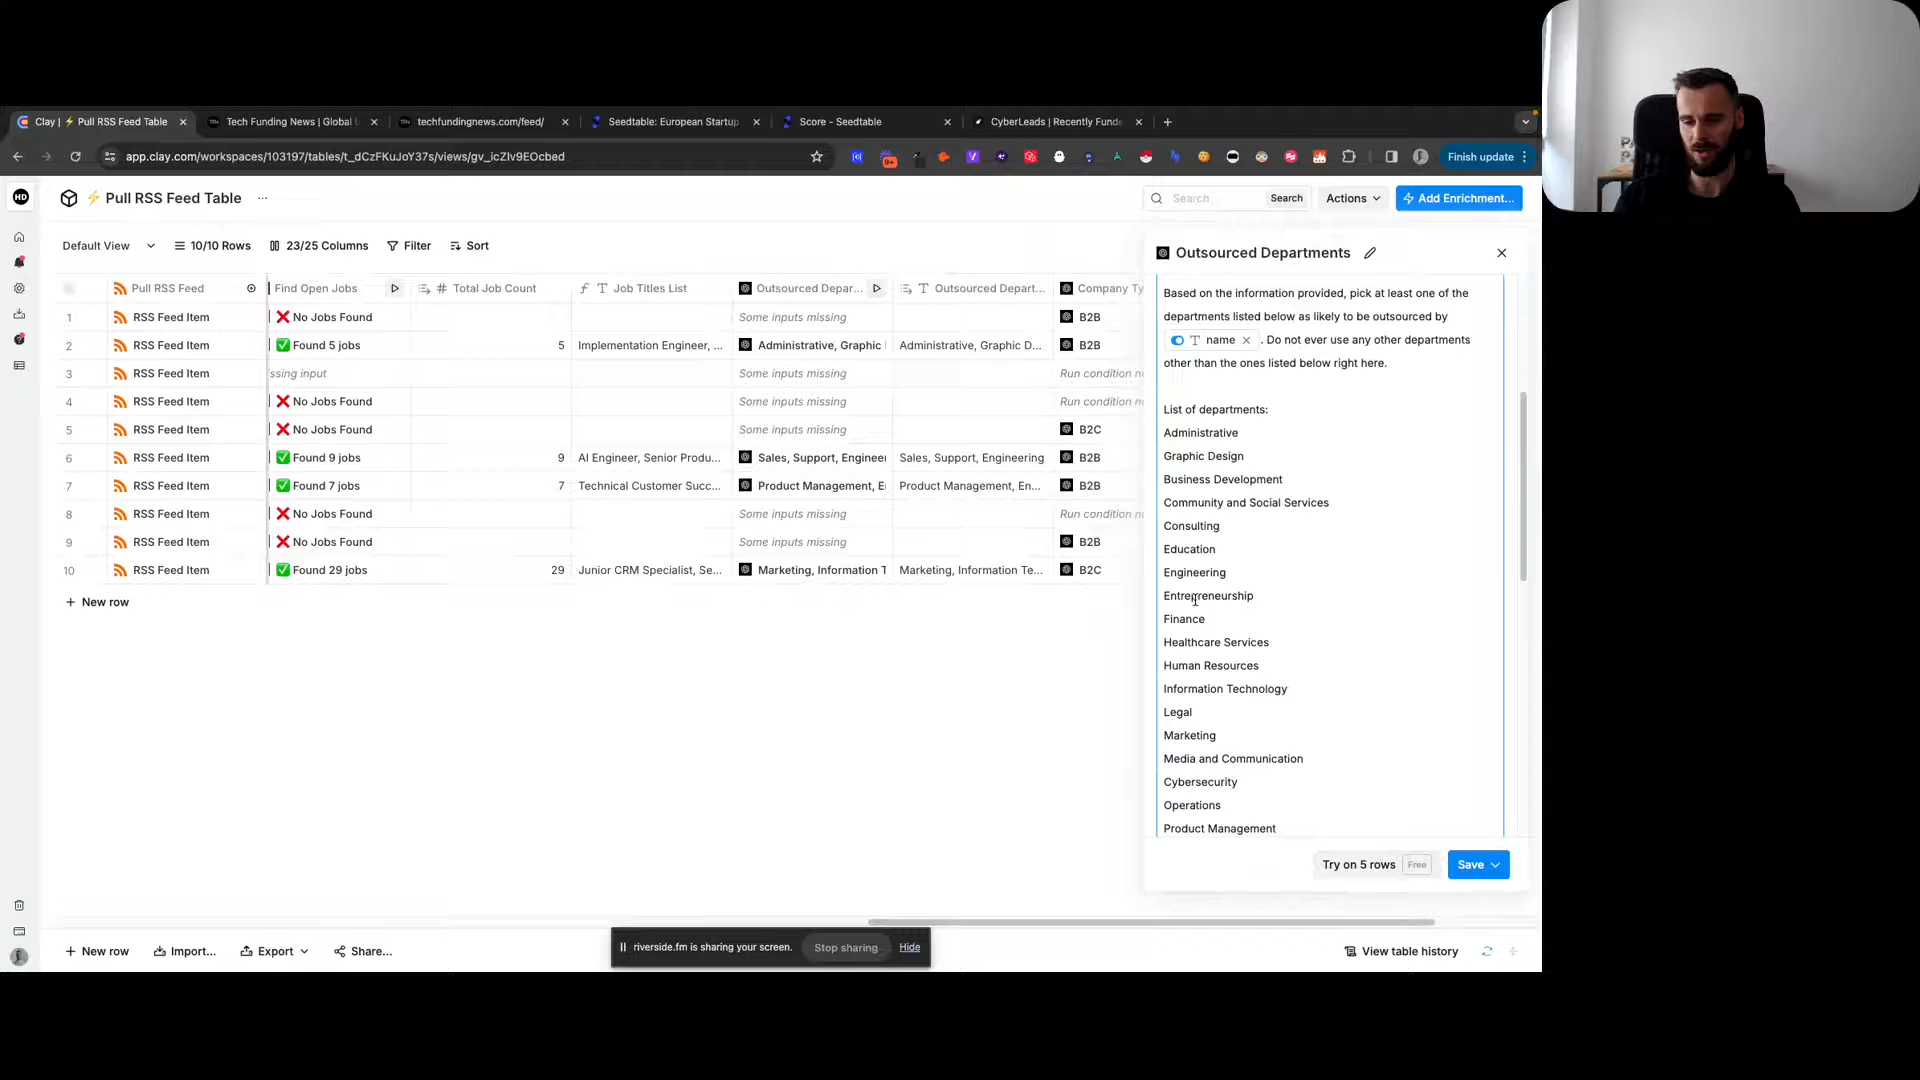 Clay | ⚡ Pull RSS Feed Table
Tech Funding News | Global
techfundingnews.com/feed/
Seedtable: European Startup
Score - Seedtable
CyberLeads | Recently Funde
app.clay.com/workspaces/103197/tables/t_dCzFKuJoY37s/views/gv_icZIv9EOcbed
9+
Finish update
HD
⚡ Pull RSS Feed Table ...
Search
Search
Actions
Add Enrichment...
Default View
10/10 Rows
23/25 Columns
Filter
Sort
Pull RSS Feed
Find Open Jobs
# Total Job Count
Job Titles List
Outsourced Depar...
Outsourced Depart...
Company Ty
1 RSS Feed Item ❌ No Jobs Found Some inputs missing B2B
2 RSS Feed Item ✅ Found 5 jobs 5 Implementation Engineer, ... Administrative, Graphic Administrative, Graphic D... B2B
3 RSS Feed Item ssing input Some inputs missing Run condition n
4 RSS Feed Item ❌ No Jobs Found Some inputs missing Run condition n
5 RSS Feed Item ❌ No Jobs Found Some inputs missing B2C
6 RSS Feed Item ✅ Found 9 jobs 9 AI Engineer, Senior Produ... Sales, Support, Engineer Sales, Support, Engineering B2B
7 RSS Feed Item ✅ Found 7 jobs 7 Technical Customer Succ... Product Management, E Product Management, En... B2B
8 RSS Feed Item ❌ No Jobs Found Some inputs missing Run condition n
9 RSS Feed Item ❌ No Jobs Found Some inputs missing B2B
10 RSS Feed Item ✅ Found 29 jobs 29 Junior CRM Specialist, Se... Marketing, Information T Marketing, Information Te... B2C
+ New row
Outsourced Departments
Based on the information provided, pick at least one of the
departments listed below as likely to be outsourced by
T name × . Do not ever use any other departments
other than the ones listed below right here.
List of departments:
Administrative
Graphic Design
Business Development
Community and Social Services
Consulting
Education
Engineering
Entrepreneurship
Finance
Healthcare Services
Human Resources
Information Technology
Legal
Marketing
Media and Communication
Cybersecurity
Operations
Product Management
Try on 5 rows Free
Save
+ New row
Import...
Export
Share...
riverside.fm is sharing your screen.
Stop sharing
Hide
View table history